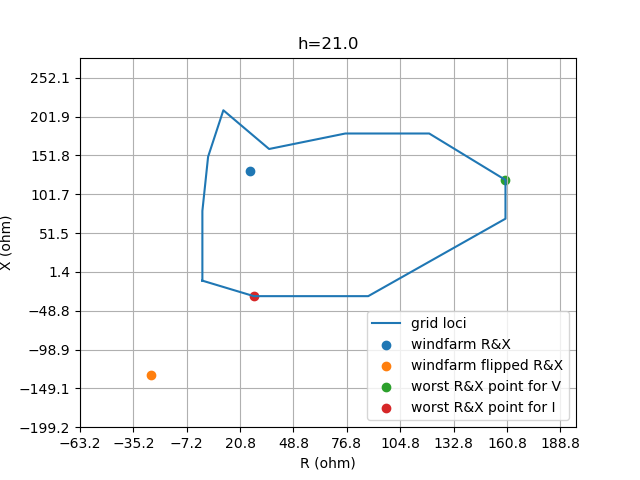 h=21.0
252.1
201.9
151.8
101.7
51.5
1.4
−48.8
−98.9
−149.1
−199.2
X (ohm)
−63.2 −35.2 −7.2 20.8 48.8 76.8 104.8 132.8 160.8 188.8
R (ohm)
grid loci
windfarm R&X
windfarm flipped R&X
worst R&X point for V
worst R&X point for I